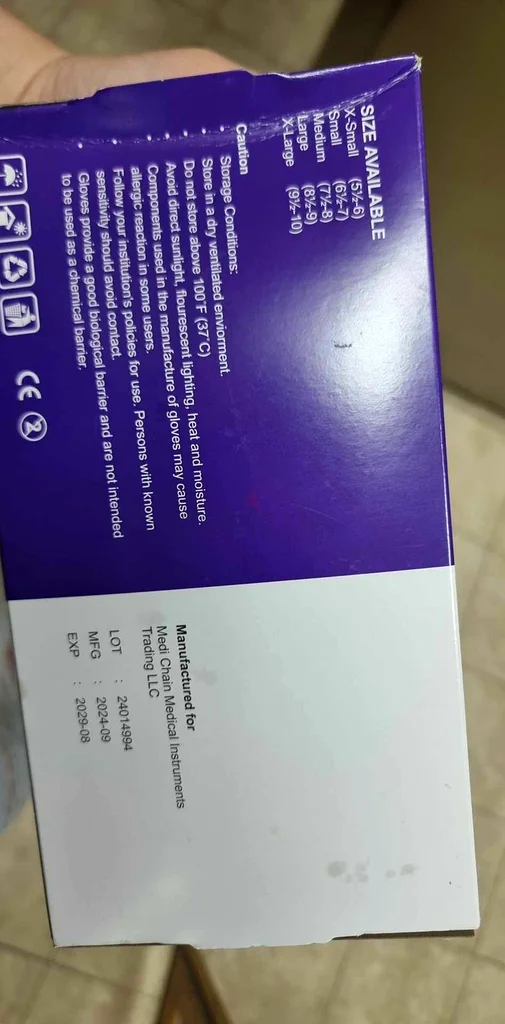 SIZE AVAILABLE
X-Small (5½-6)
Small (6½-7)
Medium (7½-8)
Large (8½-9)
X-Large (9½-10)
Caution
Storage Conditions:
Store in a dry ventilated enviorment.
Do not store above 100°F (37°C)
Avoid direct sunlight, flourescent lighting, heat and moisture.
Components used in the manufacture of gloves may cause
allergic reaction in some users.
Follow your institution's policies for use. Persons with known
sensitivity should avoid contact.
Gloves provide a good biological barrier and are not intended
to be used as a chemical barrier.
CE
2
Manufactured for
Medi Chain Medical Instruments
Trading LLC
LOT : 24014994
MFG : 2024-09
EXP : 2029-08